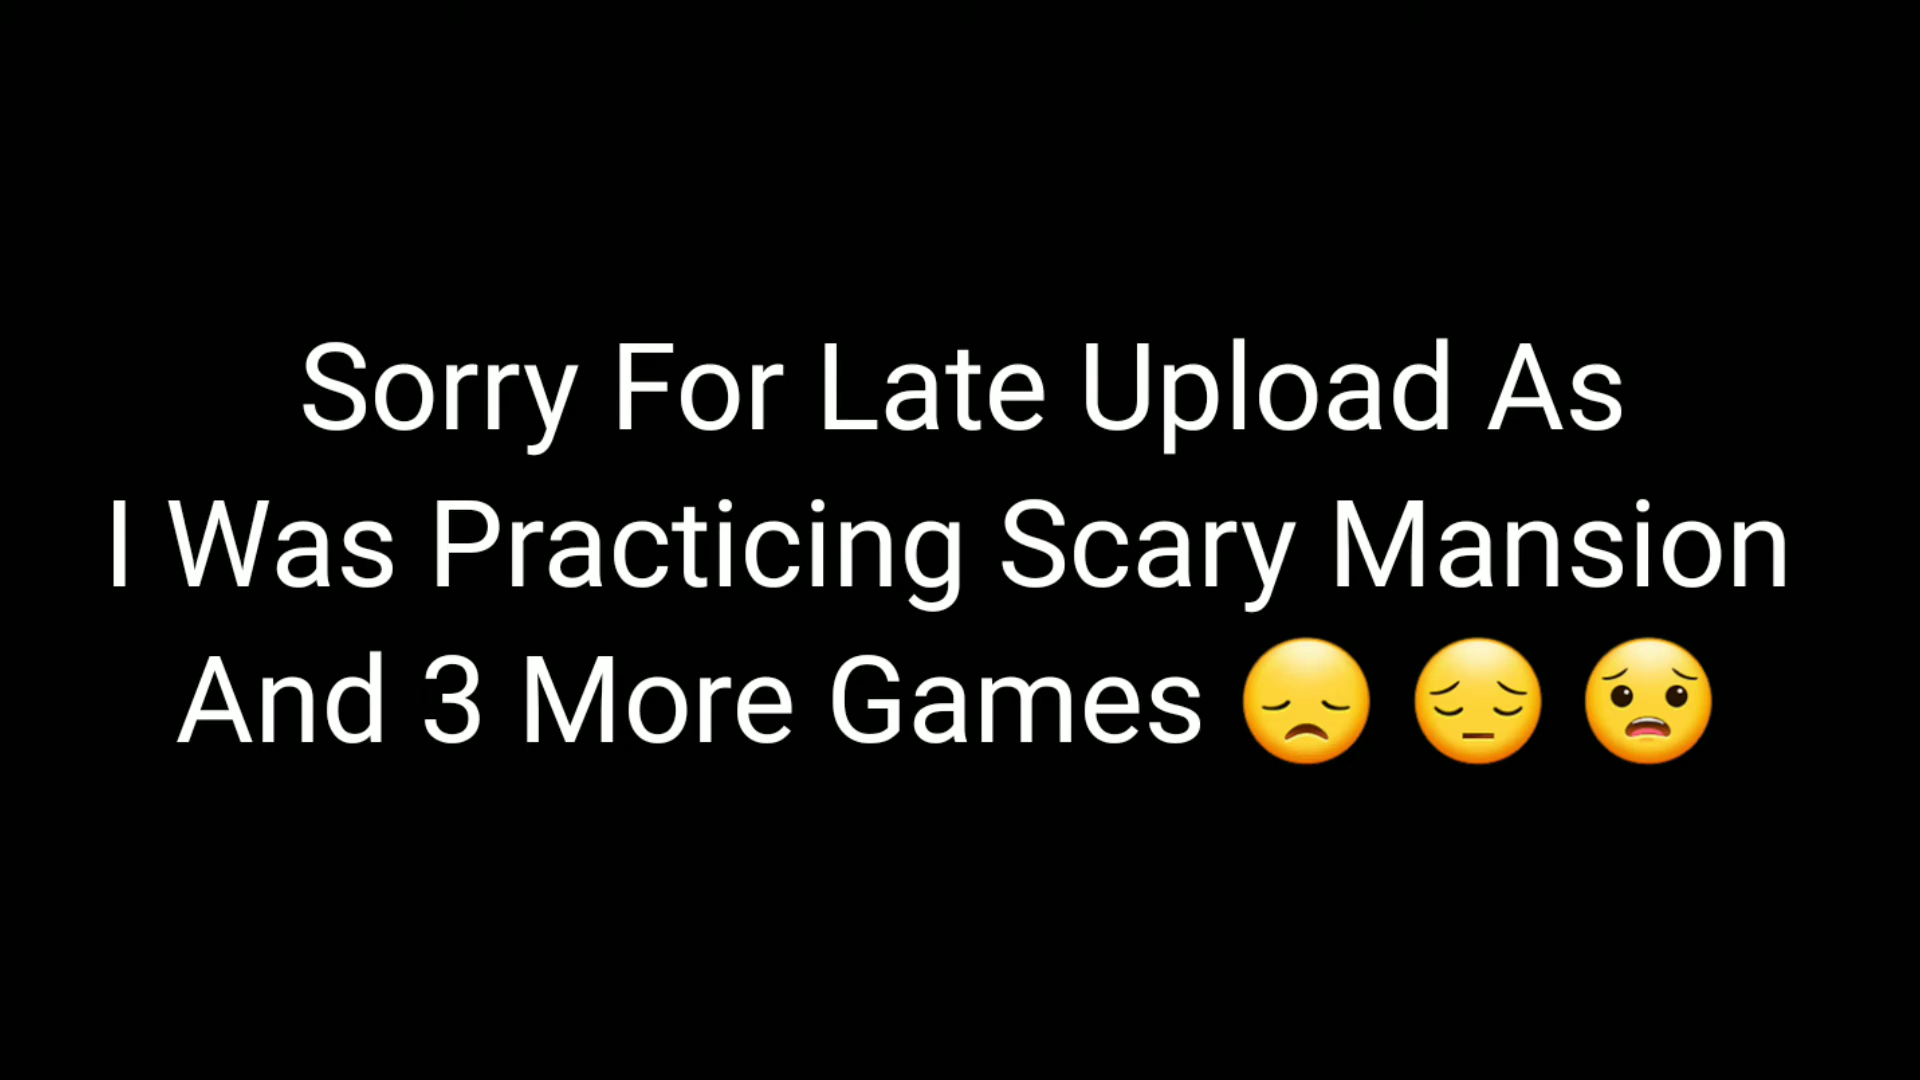 Sorry For Late Upload As
I Was Practicing Scary Mansion
And 3 More Games 😞 😔 😧